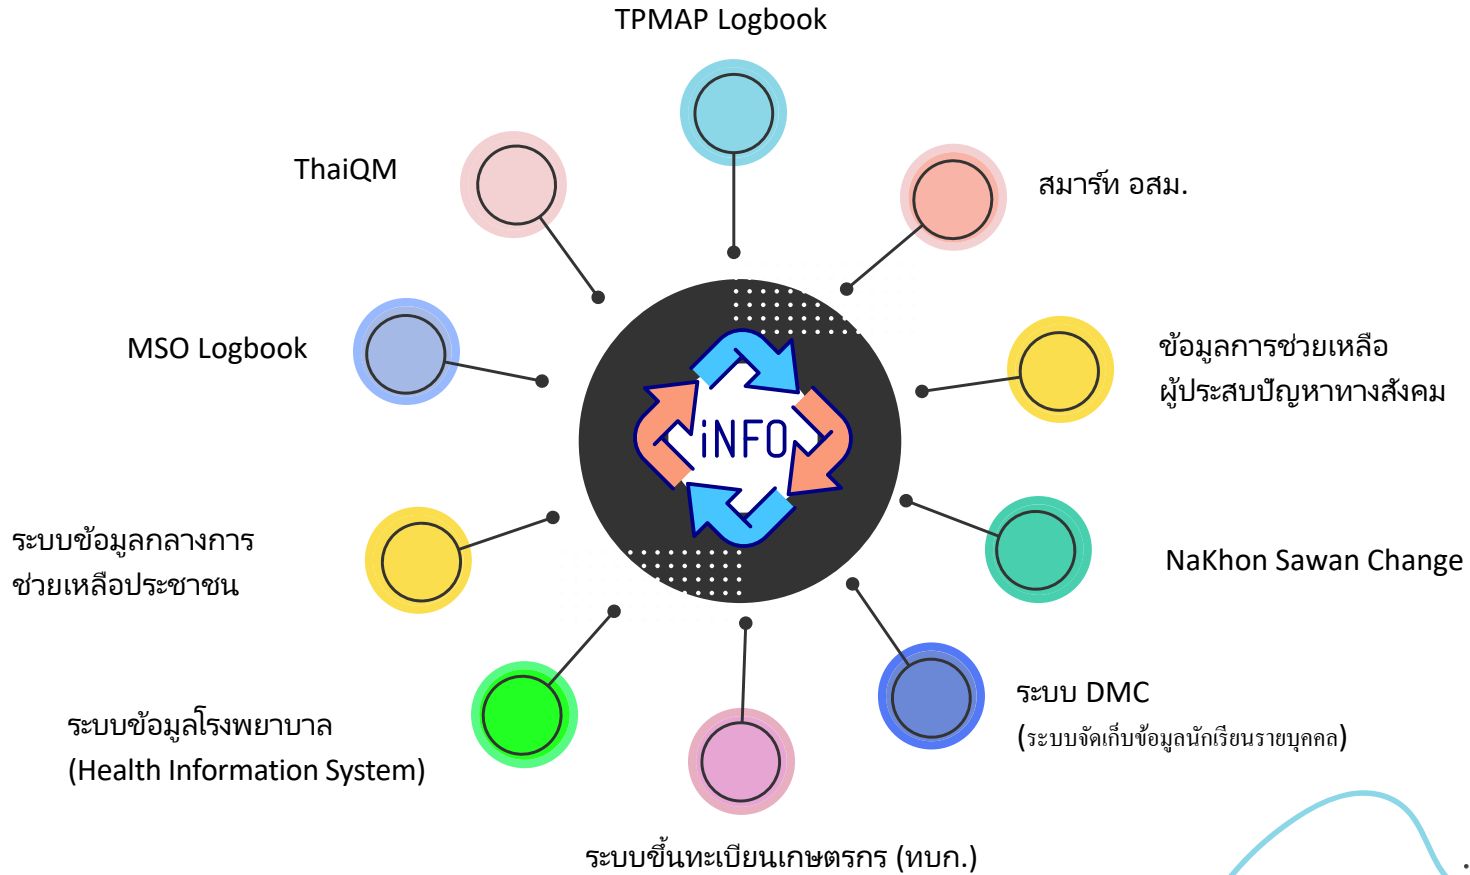 TPMAP Logbook
ThaiQM
สมาร์ท อสม.
MSO Logbook
ข้อมูลการช่วยเหลือ
ผู้ประสบปัญหาทางสังคม
iNFO
ระบบข้อมูลกลางการ
ช่วยเหลือประชาชน
NaKhon Sawan Change
ระบบข้อมูลโรงพยาบาล
(Health Information System)
ระบบ DMC
(ระบบจัดเก็บข้อมูลนักเรียนรายบุคคล)
ระบบขึ้นทะเบียนเกษตรกร (ทบก.)
.